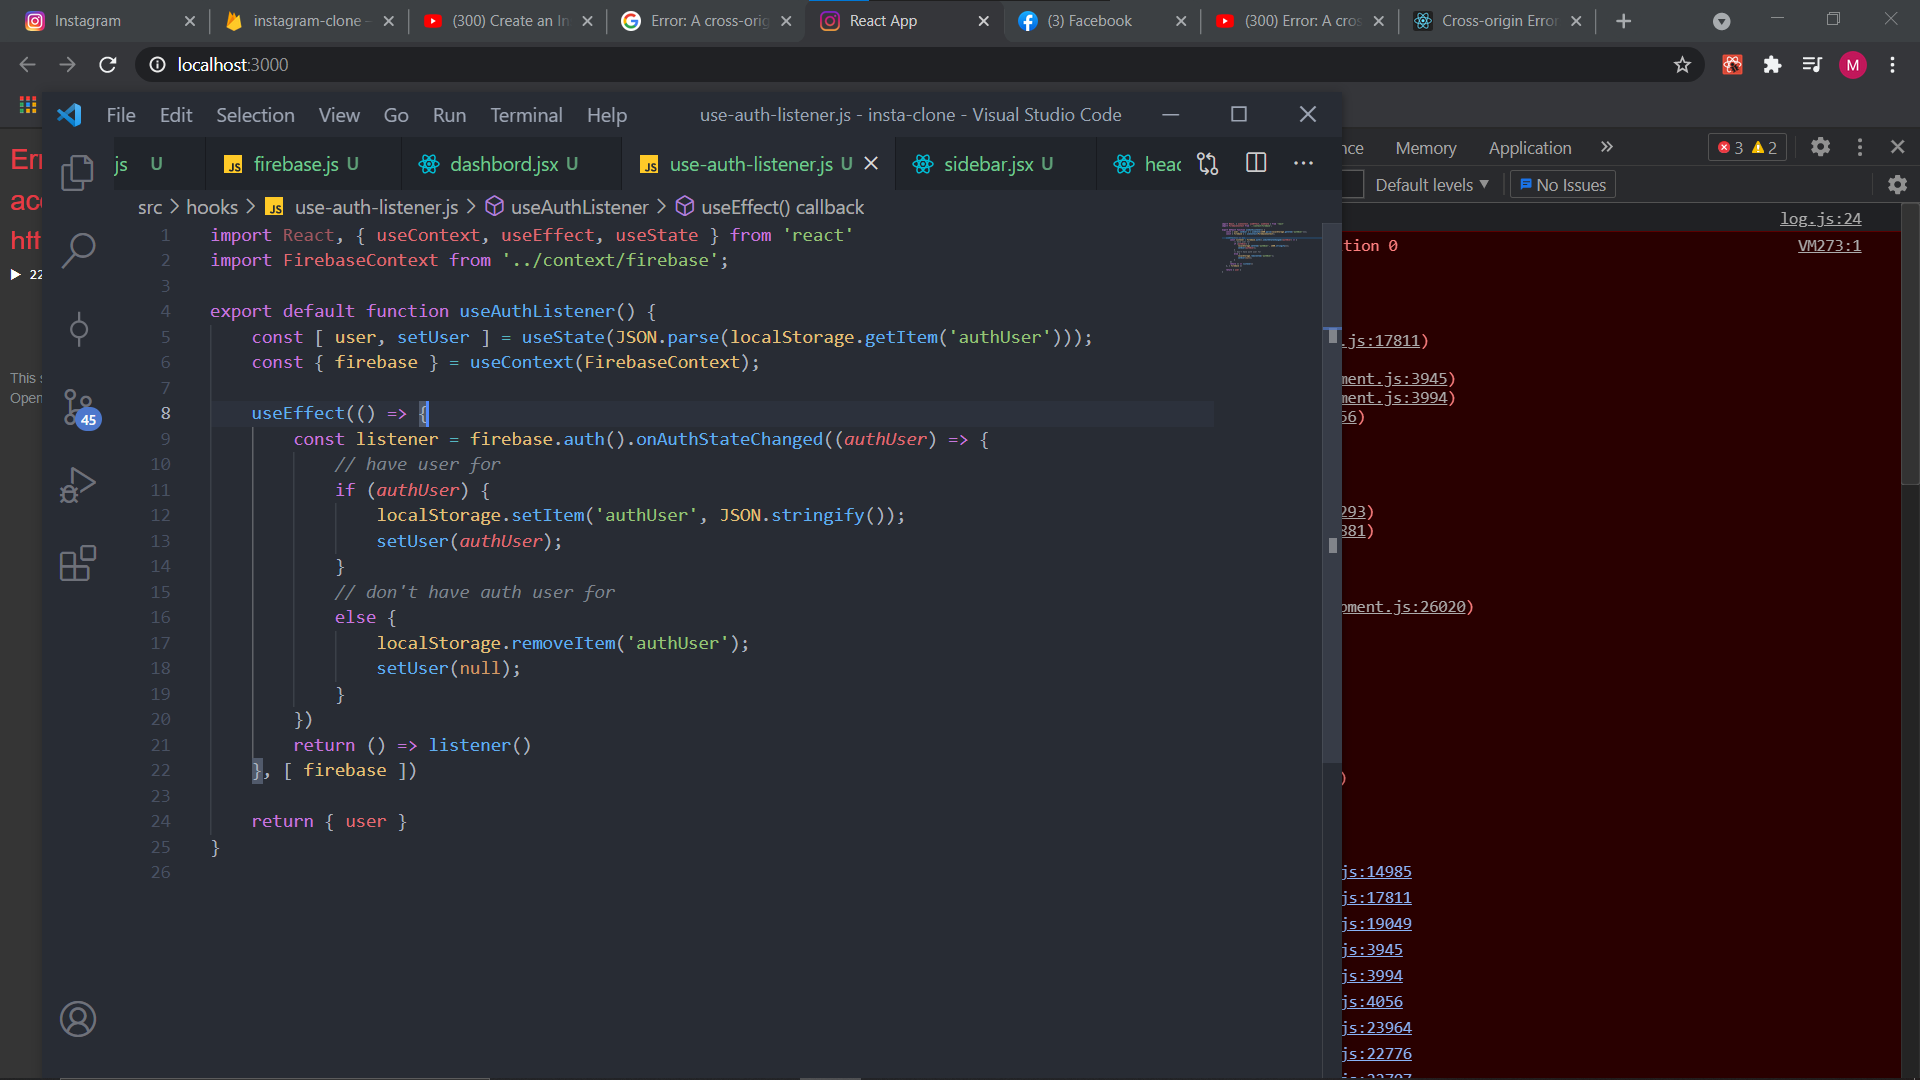 Instagram
instagram-clone –
(300) Create an In
Error: A cross-orig
React App
(3) Facebook
(300) Error: A cros
Cross-origin Error
localhost:3000
M
File Edit Selection View Go Run Terminal Help
use-auth-listener.js - insta-clone - Visual Studio Code
js U
firebase.js U
dashbord.jsx U
use-auth-listener.js U
sidebar.jsx U
head
src > hooks > JS use-auth-listener.js > useAuthListener > useEffect() callback
1 import React, { useContext, useEffect, useState } from 'react'
2 import FirebaseContext from '../context/firebase';
3
4 export default function useAuthListener() {
5 const [ user, setUser ] = useState(JSON.parse(localStorage.getItem('authUser')));
6 const { firebase } = useContext(FirebaseContext);
7
8 useEffect(() => {
9 const listener = firebase.auth().onAuthStateChanged((authUser) => {
10 // have user for
11 if (authUser) {
12 localStorage.setItem('authUser', JSON.stringify());
13 setUser(authUser);
14 }
15 // don't have auth user for
16 else {
17 localStorage.removeItem('authUser');
18 setUser(null);
19 }
20 })
21 return () => listener()
22 }, [ firebase ])
23
24 return { user }
25 }
26
45
Err
acc
htt
22
This s
Open
nce Memory Application » 3 2
Default levels ▼ No Issues
log.js:24
tion 0 VM273:1
.js:17811)
ment.js:3945)
ment.js:3994)
56)
293)
381)
pment.js:26020)
)
js:14985
js:17811
js:19049
js:3945
js:3994
js:4056
js:23964
js:22776